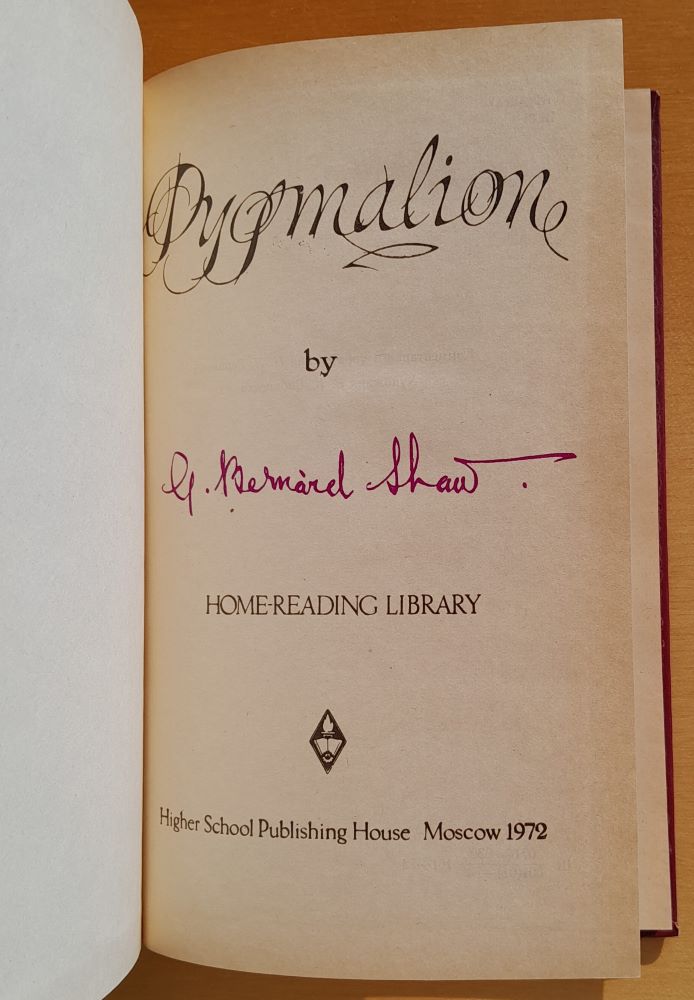 Pygmalion
by
G. Bernard Shaw.
HOME-READING LIBRARY
Higher School Publishing House Moscow 1972